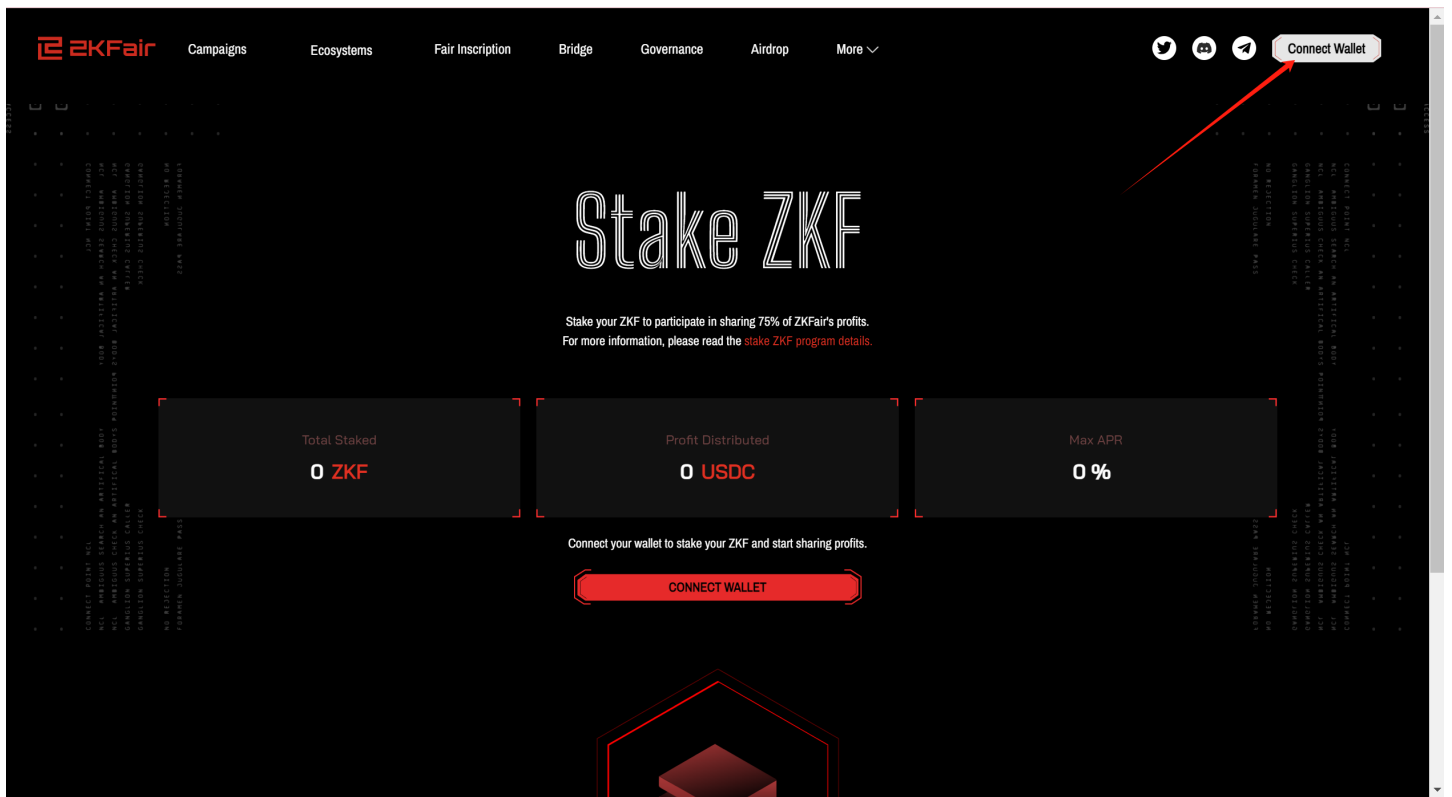 ZKFair
Campaigns
Ecosystems
Fair Inscription
Bridge
Governance
Airdrop
More
Connect Wallet
Stake ZKF
Stake your ZKF to participate in sharing 75% of ZKFair's profits.
For more information, please read the stake ZKF program details.
Total Staked
0 ZKF
Profit Distributed
0 USDC
Max APR
0 %
Connect your wallet to stake your ZKF and start sharing profits.
CONNECT WALLET